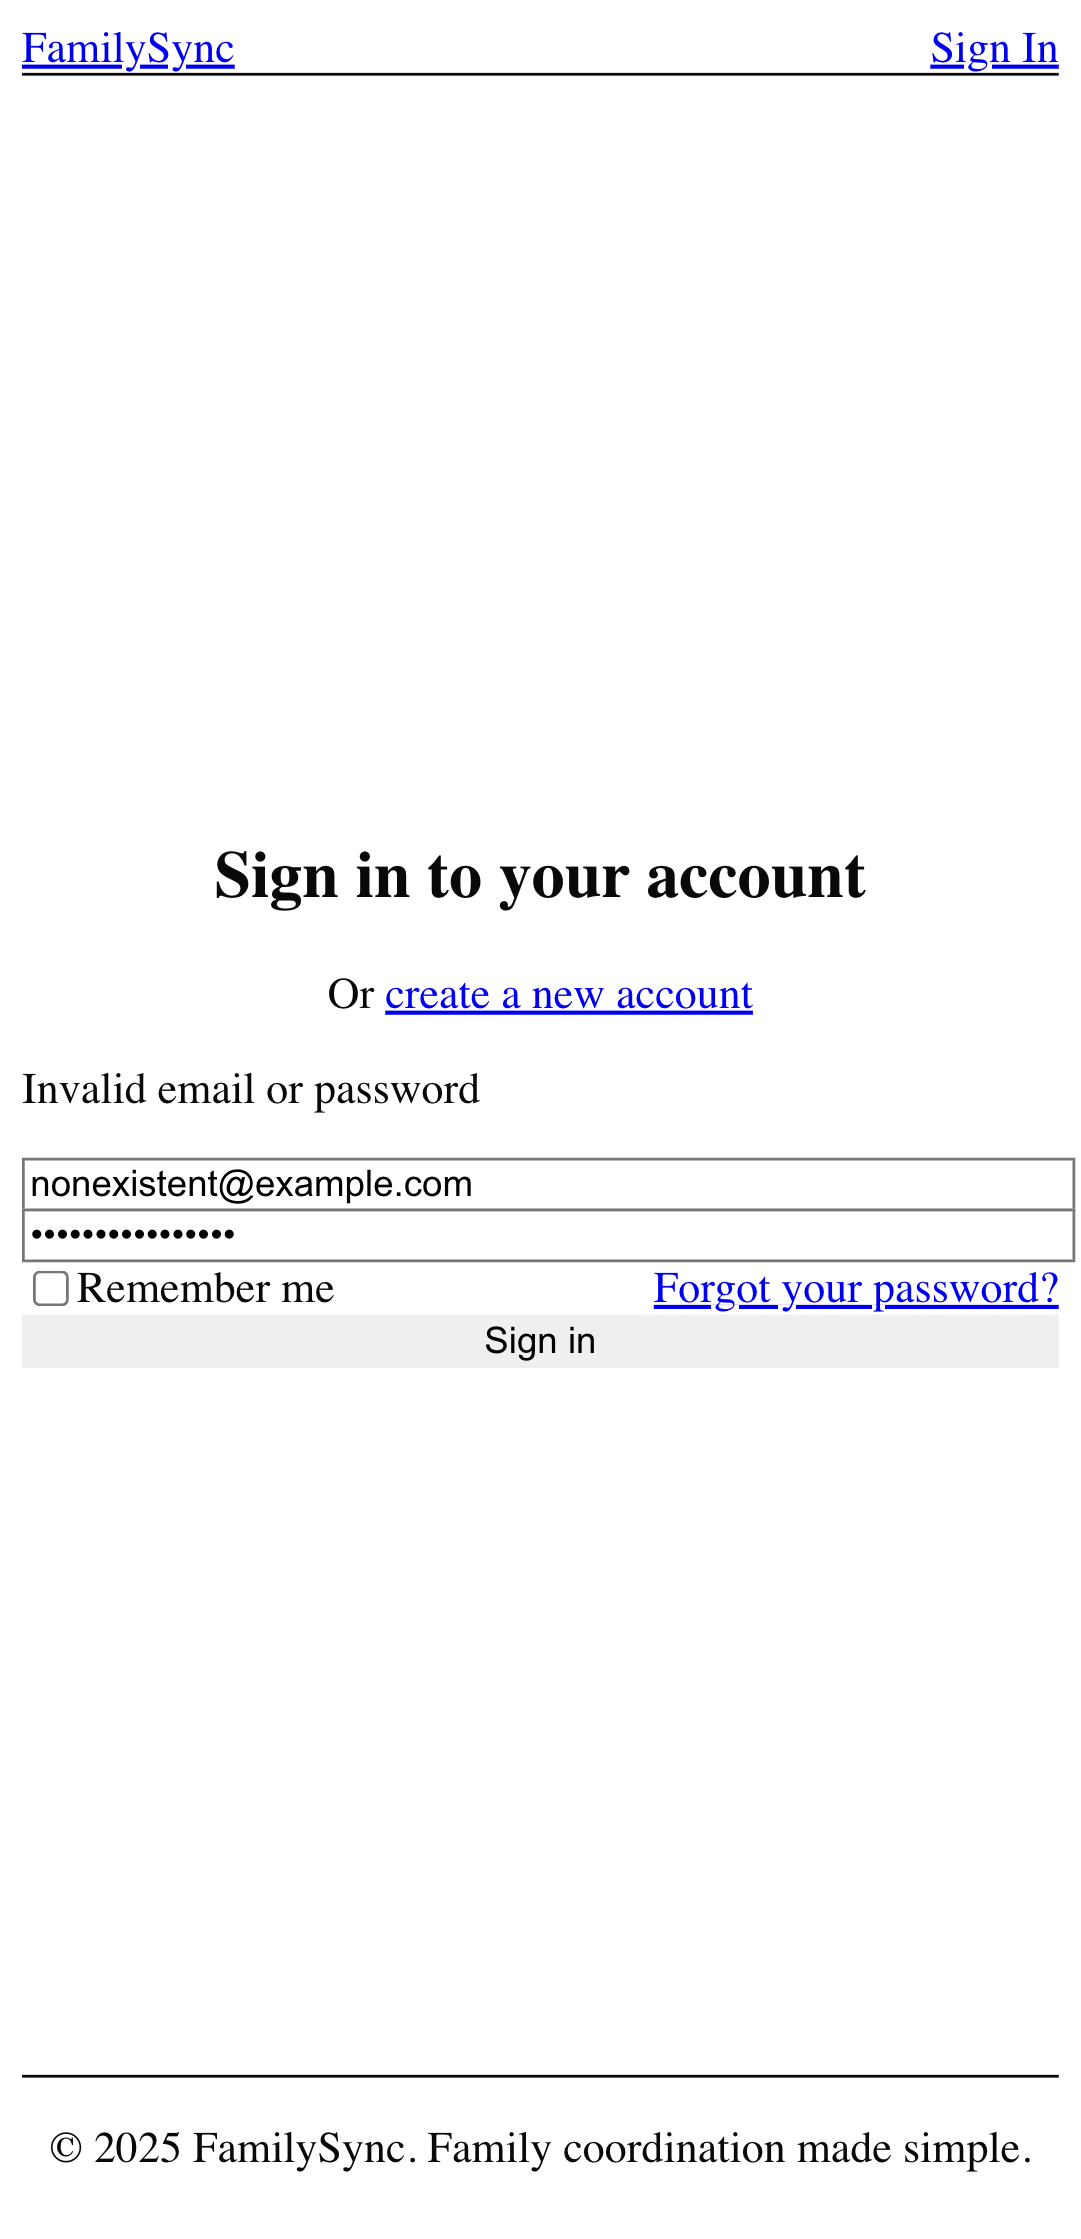 FamilySync Sign In
Sign in to your account
Or create a new account
Invalid email or password
nonexistent@example.com
••••••••••••••••
Remember me Forgot your password?
Sign in
© 2025 FamilySync. Family coordination made simple.